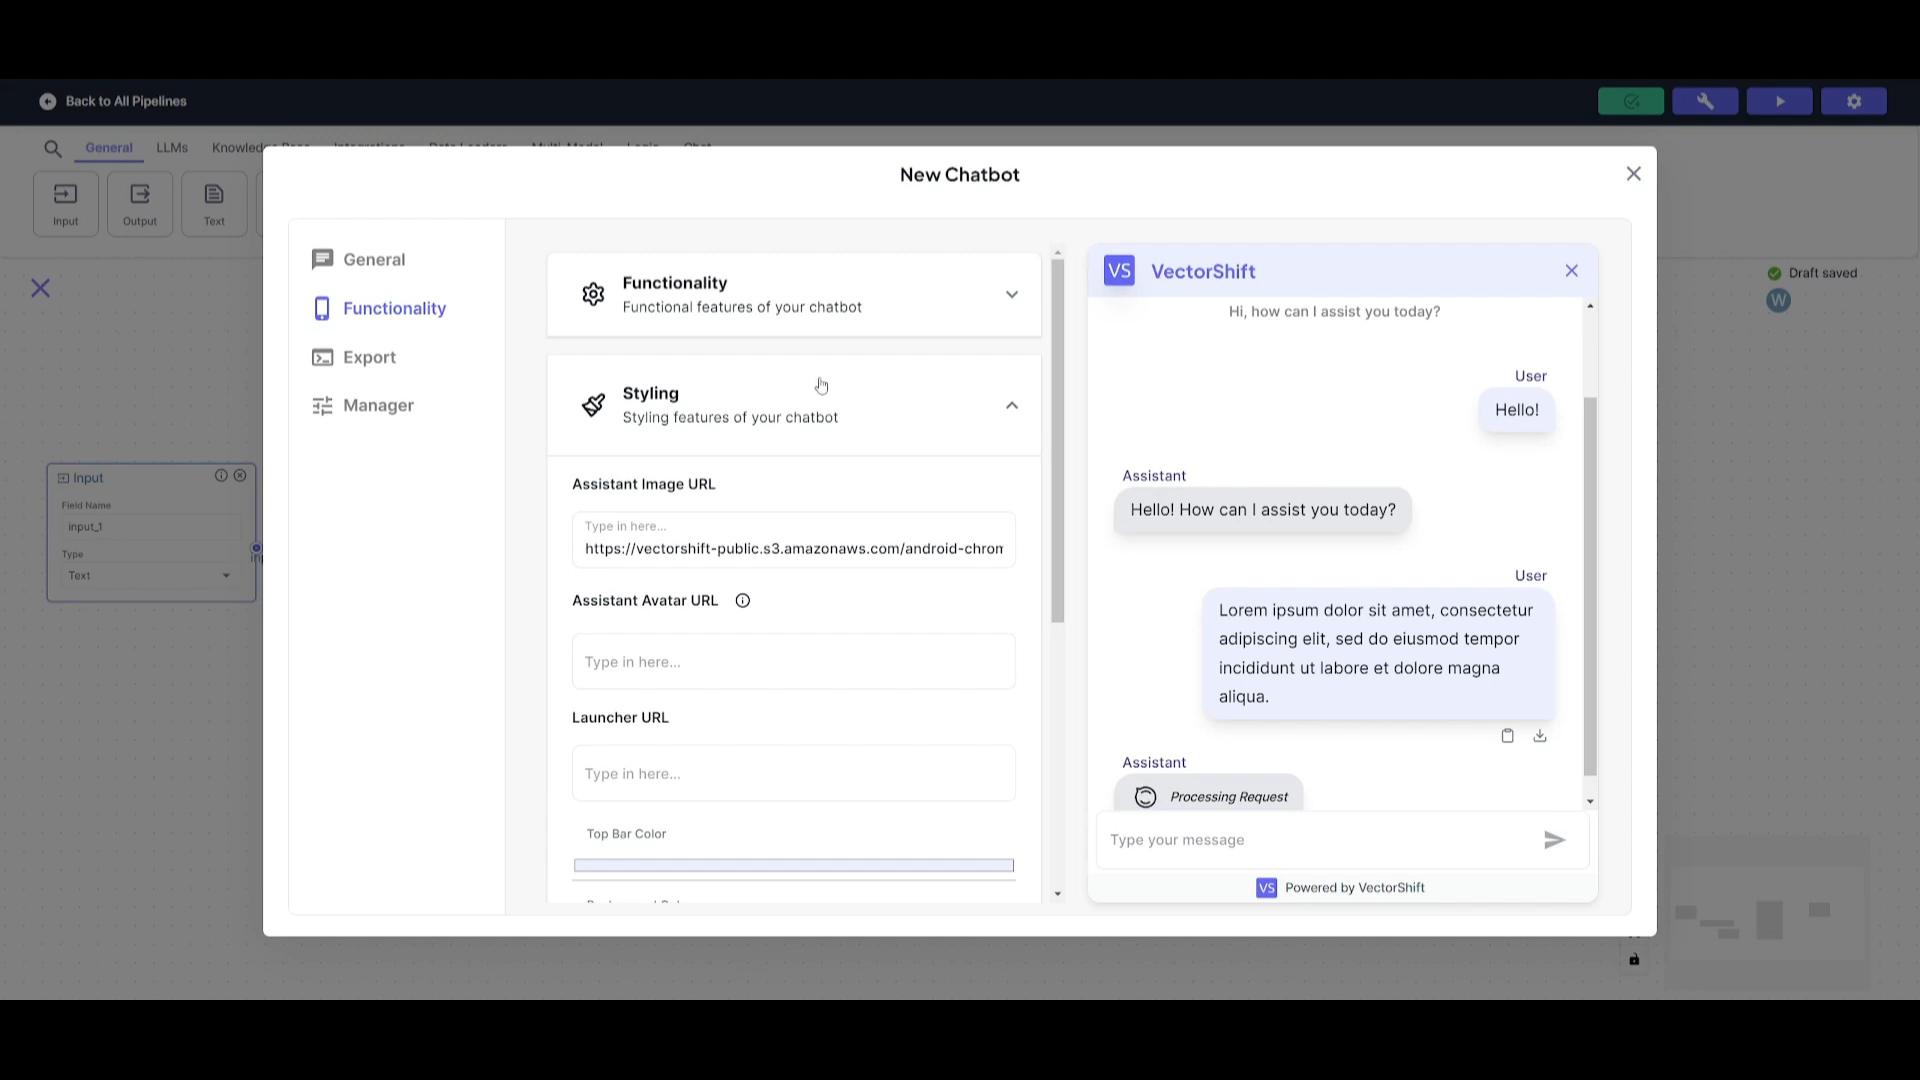 Back to All Pipelines
General
LLMs
Input
Output
Text
New Chatbot
General
Functionality
Export
Manager
Functionality
Functional features of your chatbot
Styling
Styling features of your chatbot
Assistant Image URL
Type in here...
https://vectorshift-public.s3.amazonaws.com/android-chrom
Assistant Avatar URL
Type in here...
Launcher URL
Type in here...
Top Bar Color
VS VectorShift
Hi, how can I assist you today?
User
Hello!
Assistant
Hello! How can I assist you today?
User
Lorem ipsum dolor sit amet, consectetur
adipiscing elit, sed do eiusmod tempor
incididunt ut labore et dolore magna
aliqua.
Assistant
Processing Request
Type your message
VS Powered by VectorShift
Draft saved
W
Input
Field Name
input_1
Type
Text